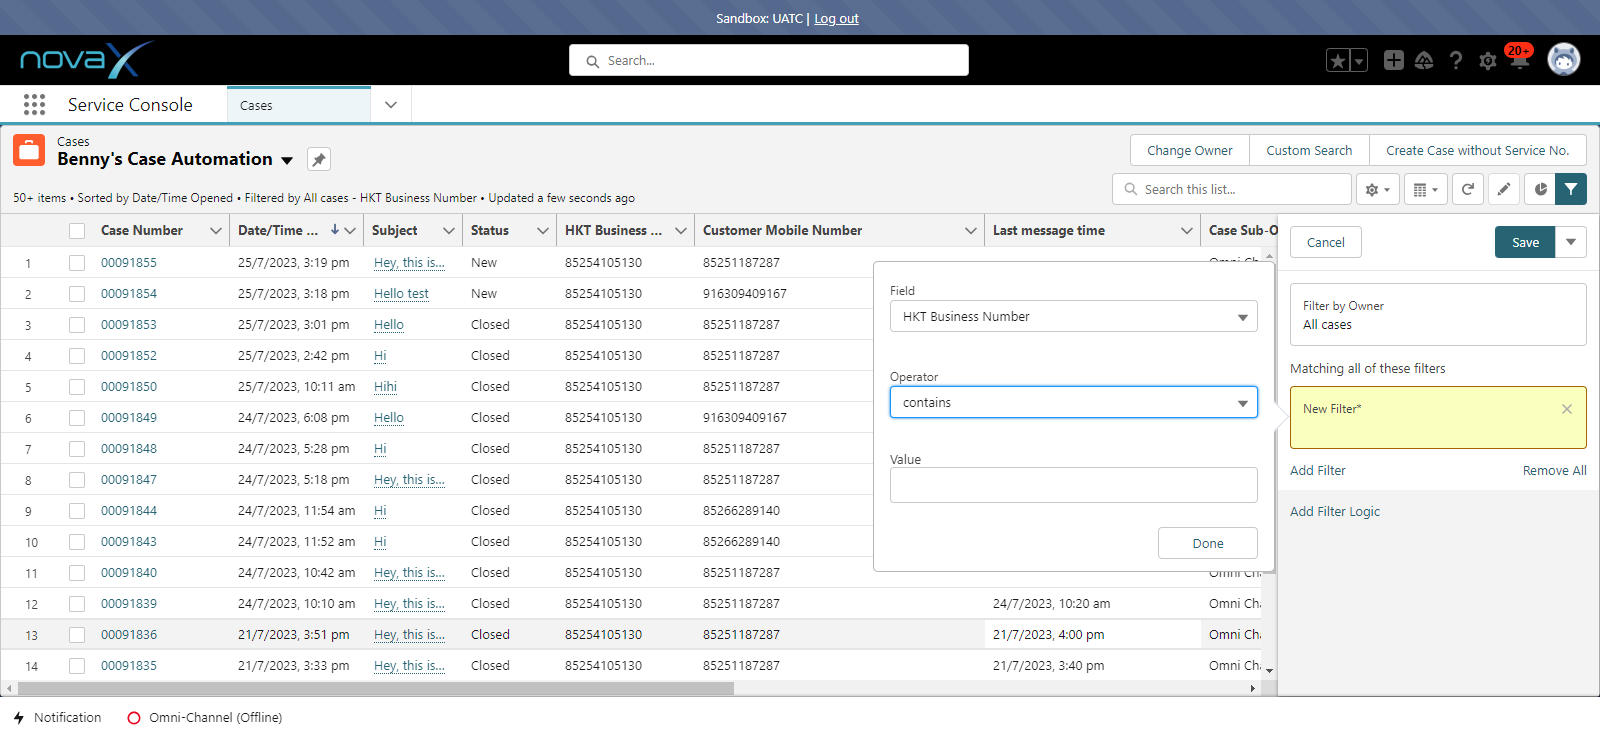 Sandbox: UATC | Log out
novaX
Search...
20+
Service Console
Cases
Cases
Benny's Case Automation
Change Owner
Custom Search
Create Case without Service No.
50+ items • Sorted by Date/Time Opened • Filtered by All cases - HKT Business Number • Updated a few seconds ago
Search this list...
Case Number Date/Time ... Subject Status HKT Business ... Customer Mobile Number Last message time Case Sub-O
1 00091855 25/7/2023, 3:19 pm Hey, this is... New 85254105130 85251187287
2 00091854 25/7/2023, 3:18 pm Hello test New 85254105130 916309409167
3 00091853 25/7/2023, 3:01 pm Hello Closed 85254105130 85251187287
4 00091852 25/7/2023, 2:42 pm Hi Closed 85254105130 85251187287
5 00091850 25/7/2023, 10:11 am Hihi Closed 85254105130 85251187287
6 00091849 24/7/2023, 6:08 pm Hello Closed 85254105130 916309409167
7 00091848 24/7/2023, 5:28 pm Hi Closed 85254105130 85251187287
8 00091847 24/7/2023, 5:18 pm Hey, this is... Closed 85254105130 85251187287
9 00091844 24/7/2023, 11:54 am Hi Closed 85254105130 85266289140
10 00091843 24/7/2023, 11:52 am Hi Closed 85254105130 85266289140
11 00091840 24/7/2023, 10:42 am Hey, this is... Closed 85254105130 85251187287
12 00091839 24/7/2023, 10:10 am Hey, this is... Closed 85254105130 85251187287 24/7/2023, 10:20 am Omni Cha
13 00091836 21/7/2023, 3:51 pm Hey, this is... Closed 85254105130 85251187287 21/7/2023, 4:00 pm Omni Cha
14 00091835 21/7/2023, 3:33 pm Hey, this is... Closed 85254105130 85251187287 21/7/2023, 3:40 pm Omni Cha
Field
HKT Business Number
Operator
contains
Value
Done
Cancel
Save
Filter by Owner
All cases
Matching all of these filters
New Filter*
Add Filter
Remove All
Add Filter Logic
Notification
Omni-Channel (Offline)